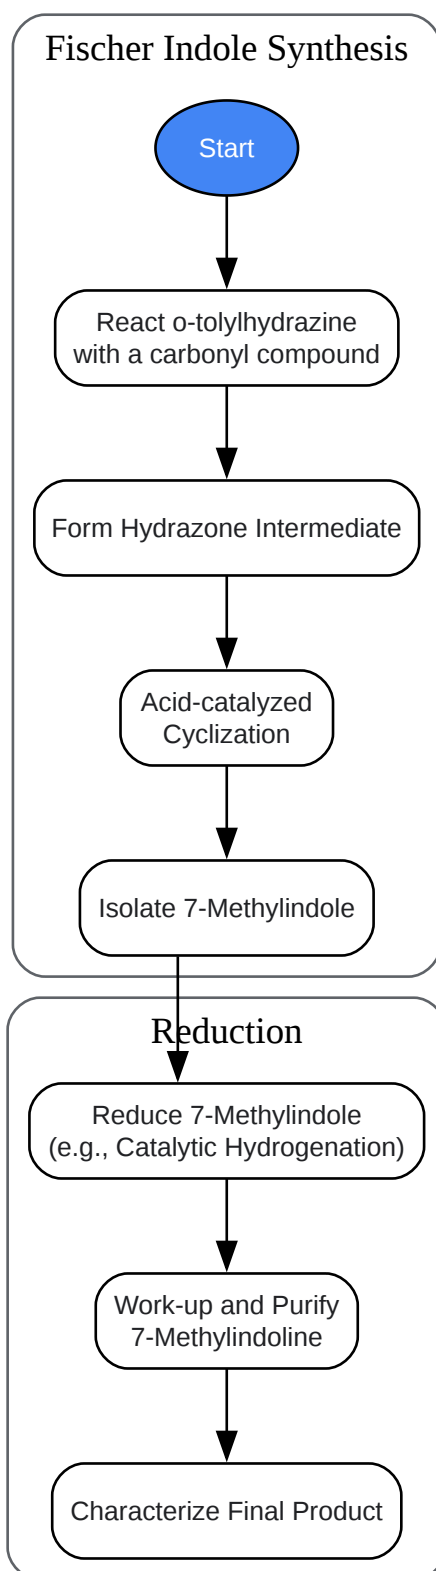 Fischer Indole Synthesis
Start
React o-tolylhydrazine
with a carbonyl compound
Form Hydrazone Intermediate
Acid-catalyzed
Cyclization
Isolate 7-Methylindole
Reduction
Reduce 7-Methylindole
(e.g., Catalytic Hydrogenation)
Work-up and Purify
7-Methylindoline
Characterize Final Product